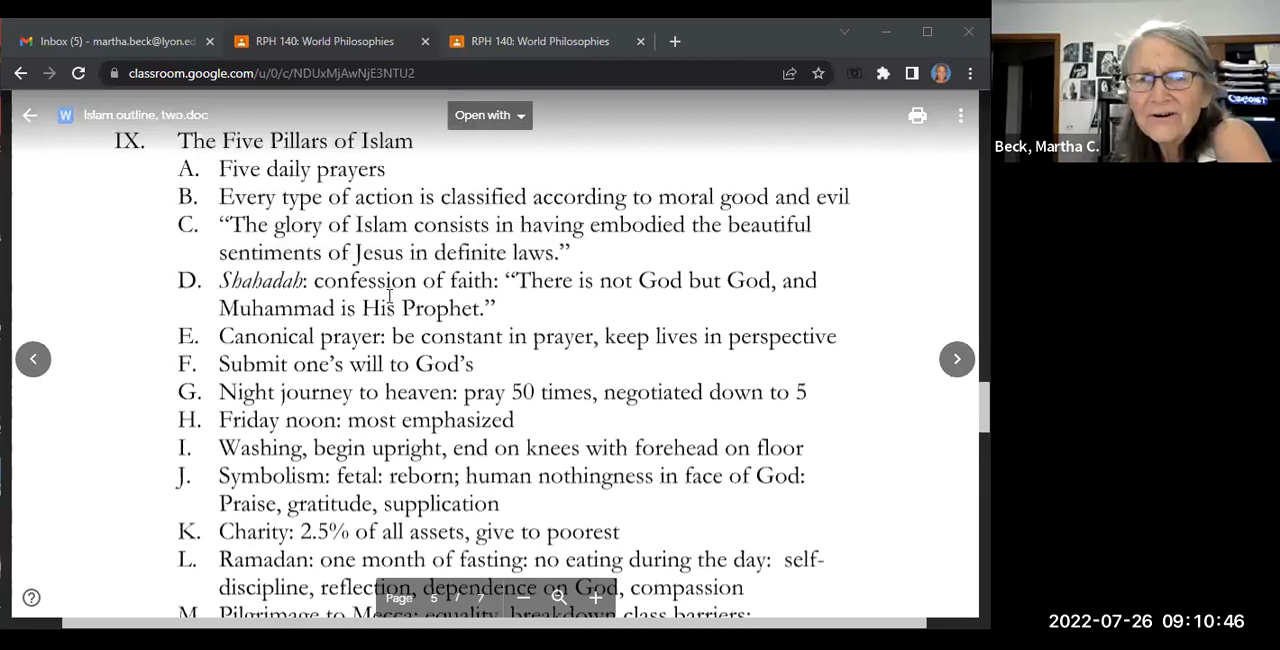 Inbox (5) - martha.beck@lyon.ed
RPH 140: World Philosophies
RPH 140: World Philosophies
classroom.google.com/u/0/c/NDUxMjAwNjE3NTU2
Islam outline, two.doc
Open with
IX. The Five Pillars of Islam
A. Five daily prayers
B. Every type of action is classified according to moral good and evil
C. “The glory of Islam consists in having embodied the beautiful
sentiments of Jesus in definite laws.”
D. Shahadah: confession of faith: “There is not God but God, and
Muhammad is His Prophet.”
E. Canonical prayer: be constant in prayer, keep lives in perspective
F. Submit one’s will to God’s
G. Night journey to heaven: pray 50 times, negotiated down to 5
H. Friday noon: most emphasized
I. Washing, begin upright, end on knees with forehead on floor
J. Symbolism: fetal: reborn; human nothingness in face of God:
Praise, gratitude, supplication
K. Charity: 2.5% of all assets, give to poorest
L. Ramadan: one month of fasting: no eating during the day: self-
discipline, reflection, dependence on God, compassion
M. Pilgrimage to Mecca: equality, breakdown class barriers;
Page 5 / 7
Beck, Martha C.
2022-07-26 09:10:46